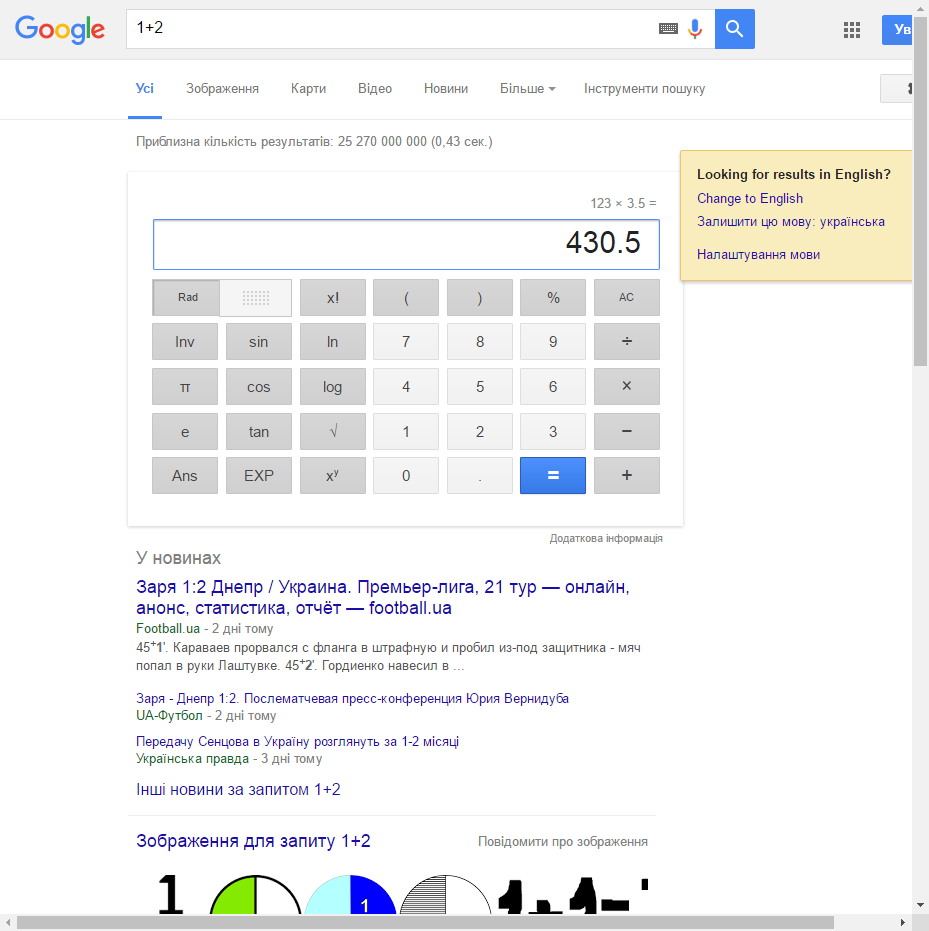 Google
1+2
Ув
Усі Зображення Карти Відео Новини Більше Інструменти пошуку
Приблизна кількість результатів: 25 270 000 000 (0,43 сек.)
Looking for results in English?
Change to English
Залишити цю мову: українська
Налаштування мови
123 × 3.5 =
430.5
Rad x! ( ) % AC
Inv sin ln 7 8 9 ÷
π cos log 4 5 6 ×
e tan √ 1 2 3 −
Ans EXP xʸ 0 . = +
Додаткова інформація
У новинах
Заря 1:2 Днепр / Украина. Премьер-лига, 21 тур — онлайн,
анонс, статистика, отчёт — football.ua
Football.ua - 2 дні тому
45⁺1'. Караваев прорвался с фланга в штрафную и пробил из-под защитника - мяч
попал в руки Лаштувке. 45⁺2'. Гордиенко навесил в ...
Заря - Днепр 1:2. Послематчевая пресс-конференция Юрия Вернидуба
UA-Футбол - 2 дні тому
Передачу Сенцова в Україну розглянуть за 1-2 місяці
Українська правда - 3 дні тому
Інші новини за запитом 1+2
Зображення для запиту 1+2
Повідомити про зображення
1
1